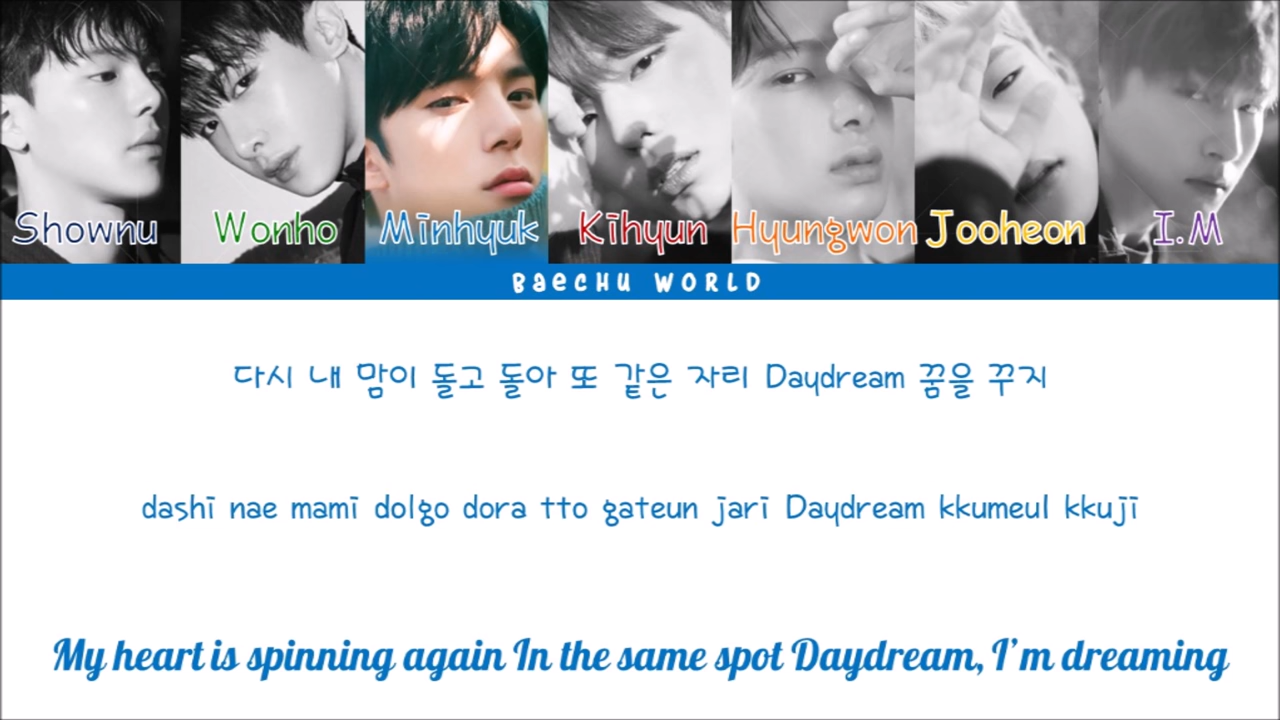 Shownu Wonho Minhyuk Kihyun Hyungwon Jooheon I.M
BAECHU WORLD
다시 내 맘이 돌고 돌아 또 같은 자리 Daydream 꿈을 꾸지
dashi nae mami dolgo dora tto gateun jari Daydream kkumeul kkuji
My heart is spinning again In the same spot Daydream, I'm dreaming